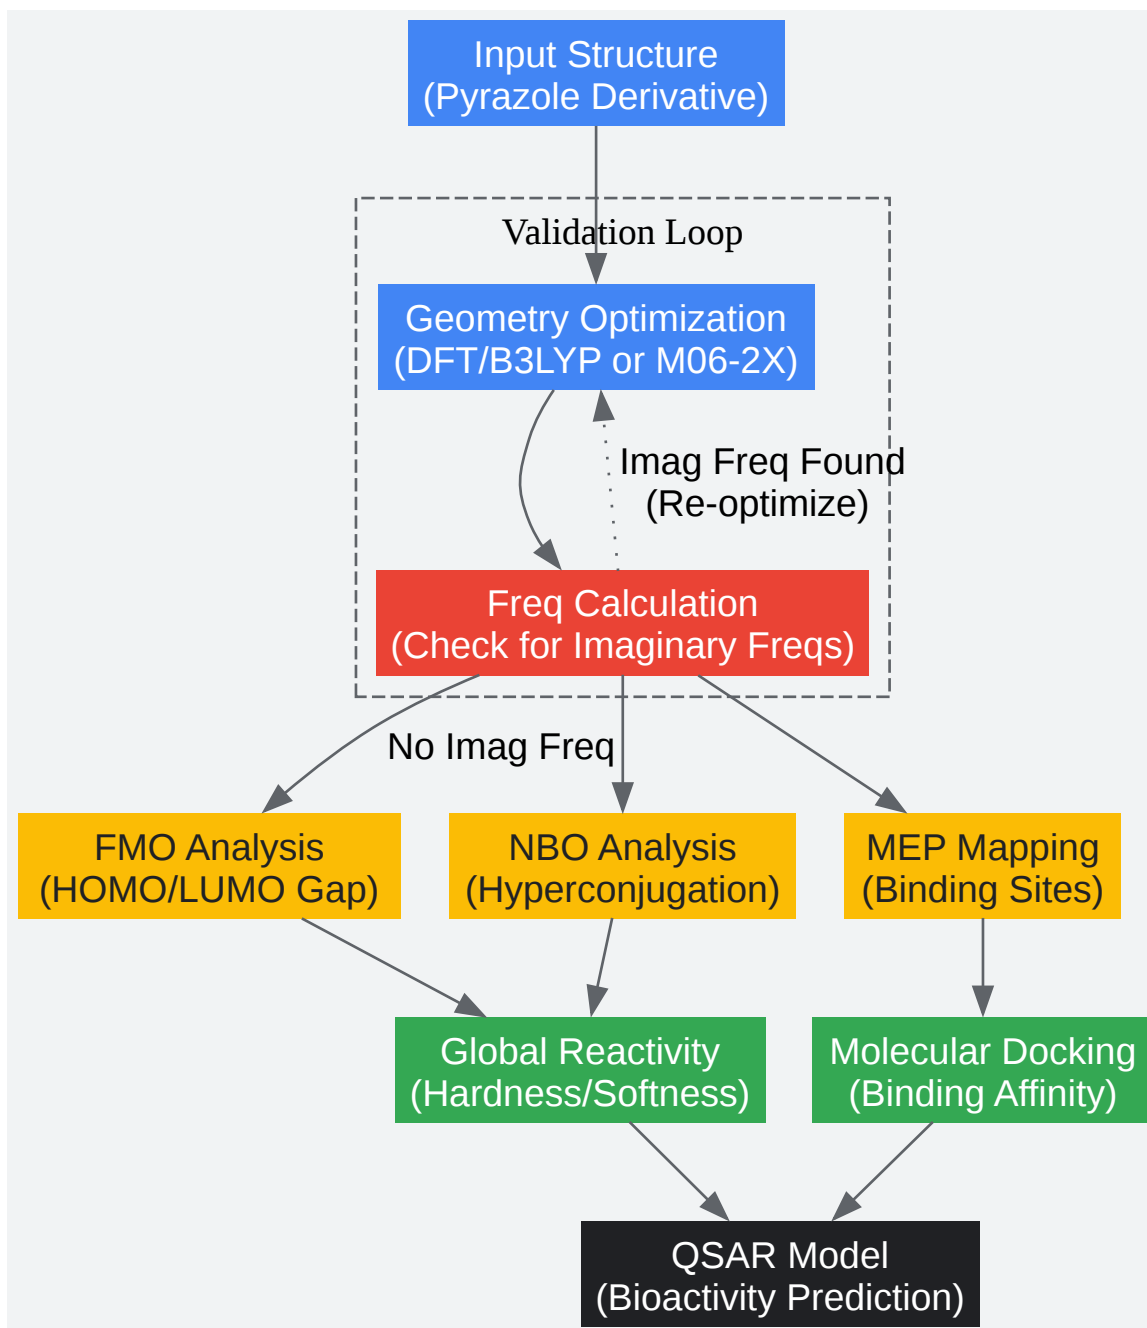 Input Structure
(Pyrazole Derivative)
Validation Loop
Geometry Optimization
(DFT/B3LYP or M06-2X)
Imag Freq Found
(Re-optimize)
Freq Calculation
(Check for Imaginary Freqs)
No Imag Freq
FMO Analysis
(HOMO/LUMO Gap)
NBO Analysis
(Hyperconjugation)
MEP Mapping
(Binding Sites)
Global Reactivity
(Hardness/Softness)
Molecular Docking
(Binding Affinity)
QSAR Model
(Bioactivity Prediction)